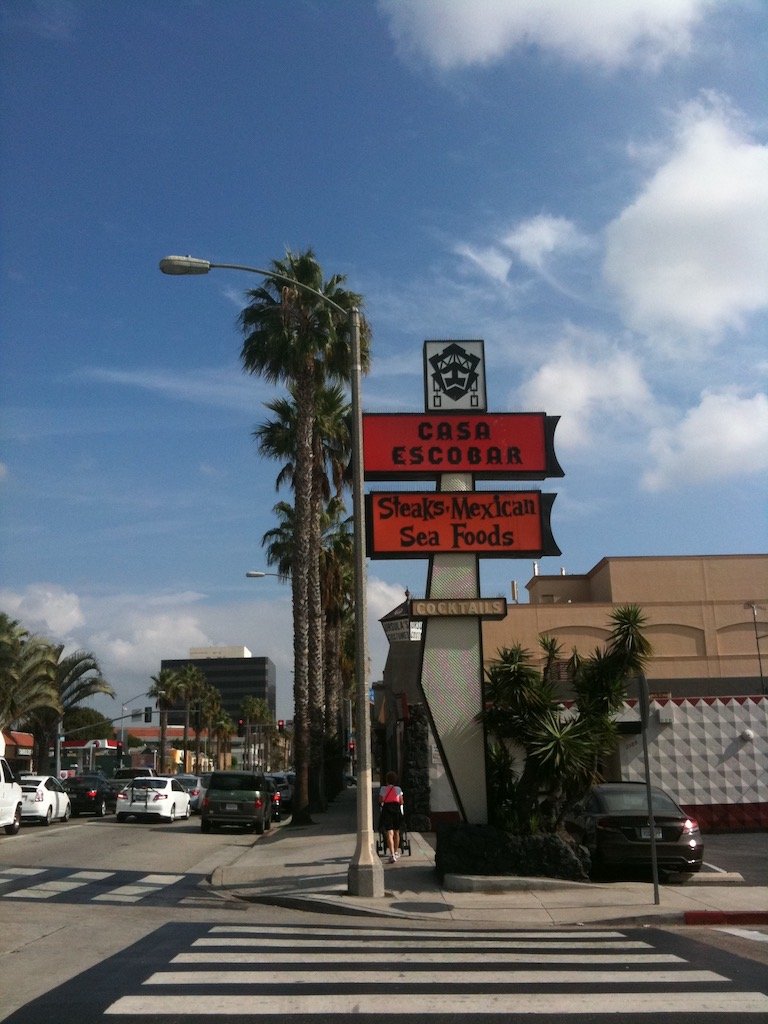 CASA
ESCOBAR
Steaks • Mexican
Sea Foods
COCKTAILS